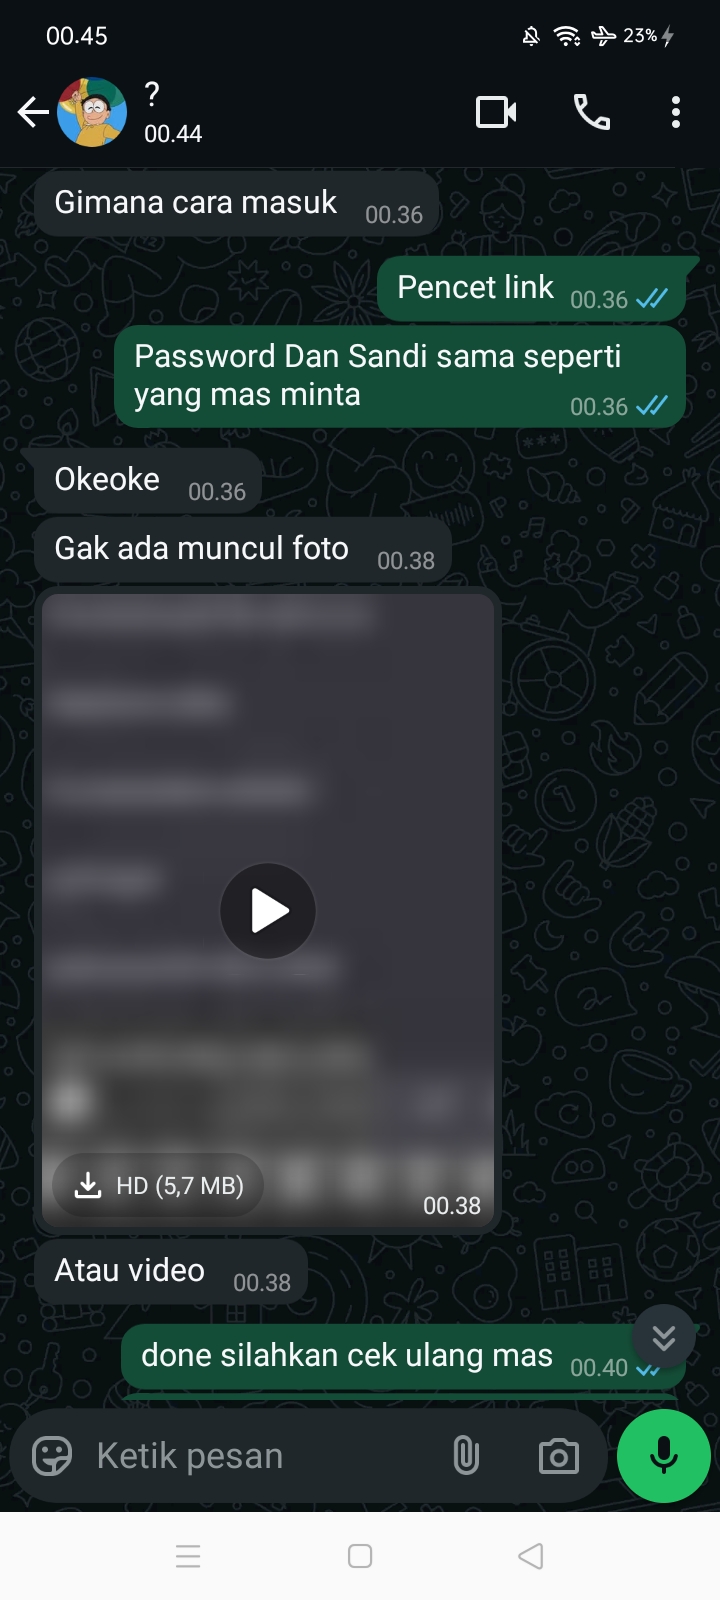 00.45
23%
?
00.44
Gimana cara masuk 00.36
Pencet link 00.36
Password Dan Sandi sama seperti
yang mas minta 00.36
Okeoke 00.36
Gak ada muncul foto 00.38
HD (5,7 MB)
00.38
Atau video 00.38
done silahkan cek ulang mas 00.40
Ketik pesan